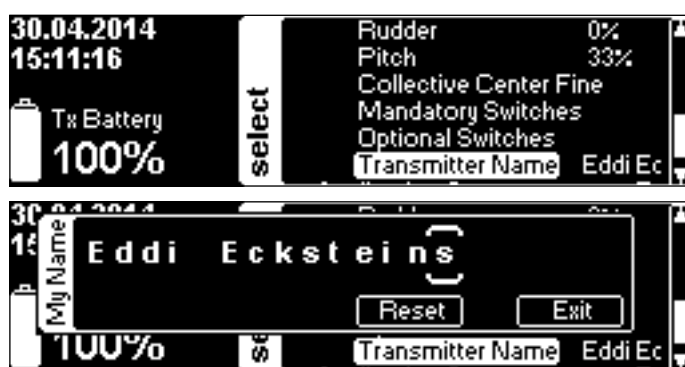 30.04.2014
15:11:16
Tx Battery
100%
select
Rudder 0%
Pitch 33%
Collective Center Fine
Mandatory Switches
Optional Switches
Transmitter Name Eddi Ec
My Name
Eddi Ecksteins
Reset Exit
100%
Transmitter Name Eddi Ec